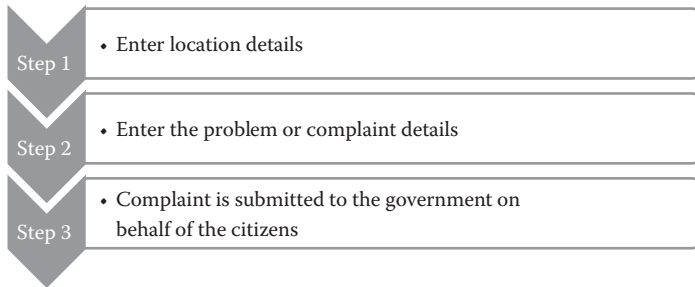 Step 1
• Enter location details
Step 2
• Enter the problem or complaint details
Step 3
• Complaint is submitted to the government on
behalf of the citizens